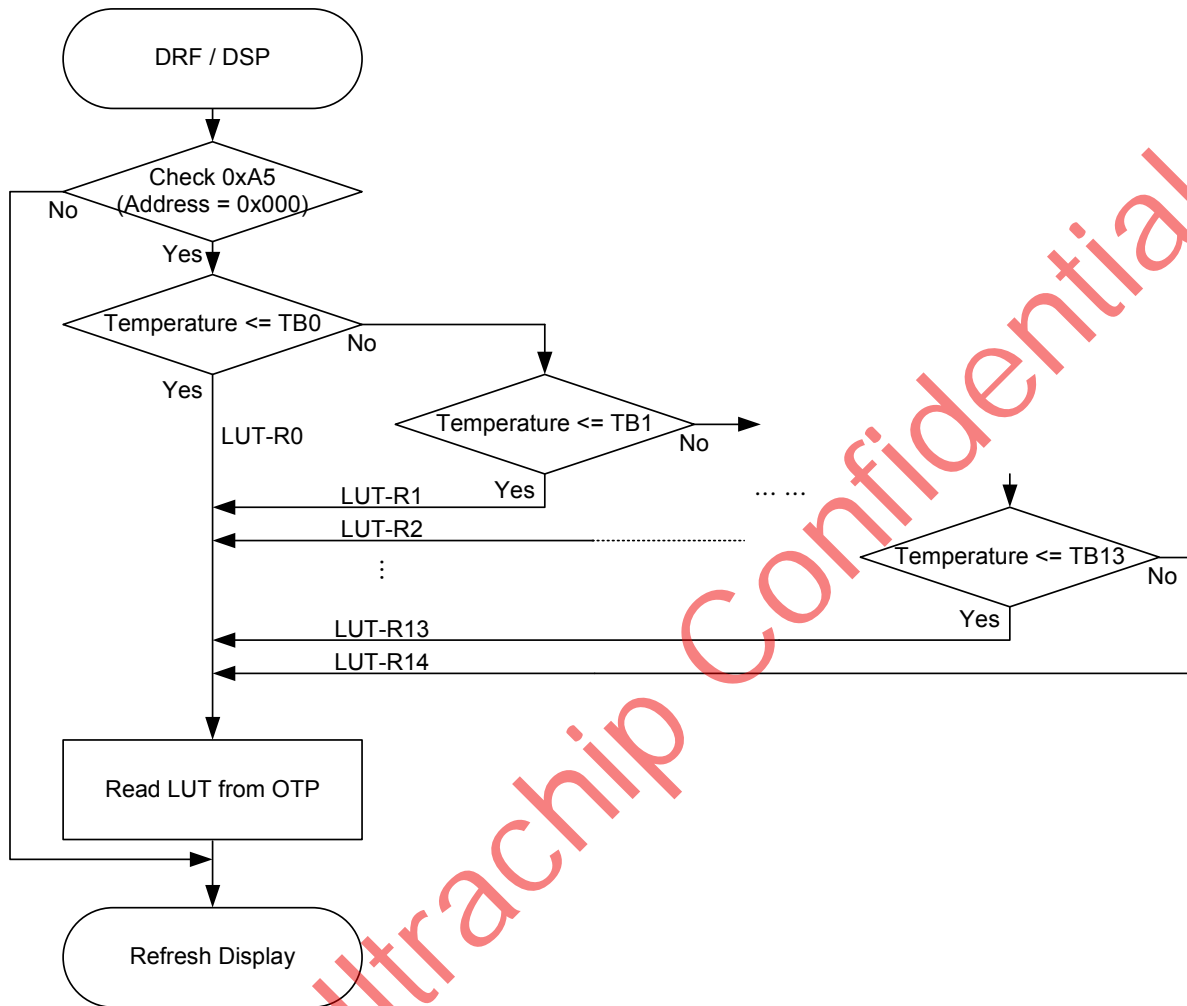 DRF / DSP
Check 0xA5
(Address = 0x000)
No
Yes
Temperature <= TB0
No
Yes
LUT-R0
Temperature <= TB1
No
Yes
LUT-R1
... ...
LUT-R2
⋮
Temperature <= TB13
No
Yes
LUT-R13
LUT-R14
Read LUT from OTP
Refresh Display
Ultrachip Confidential